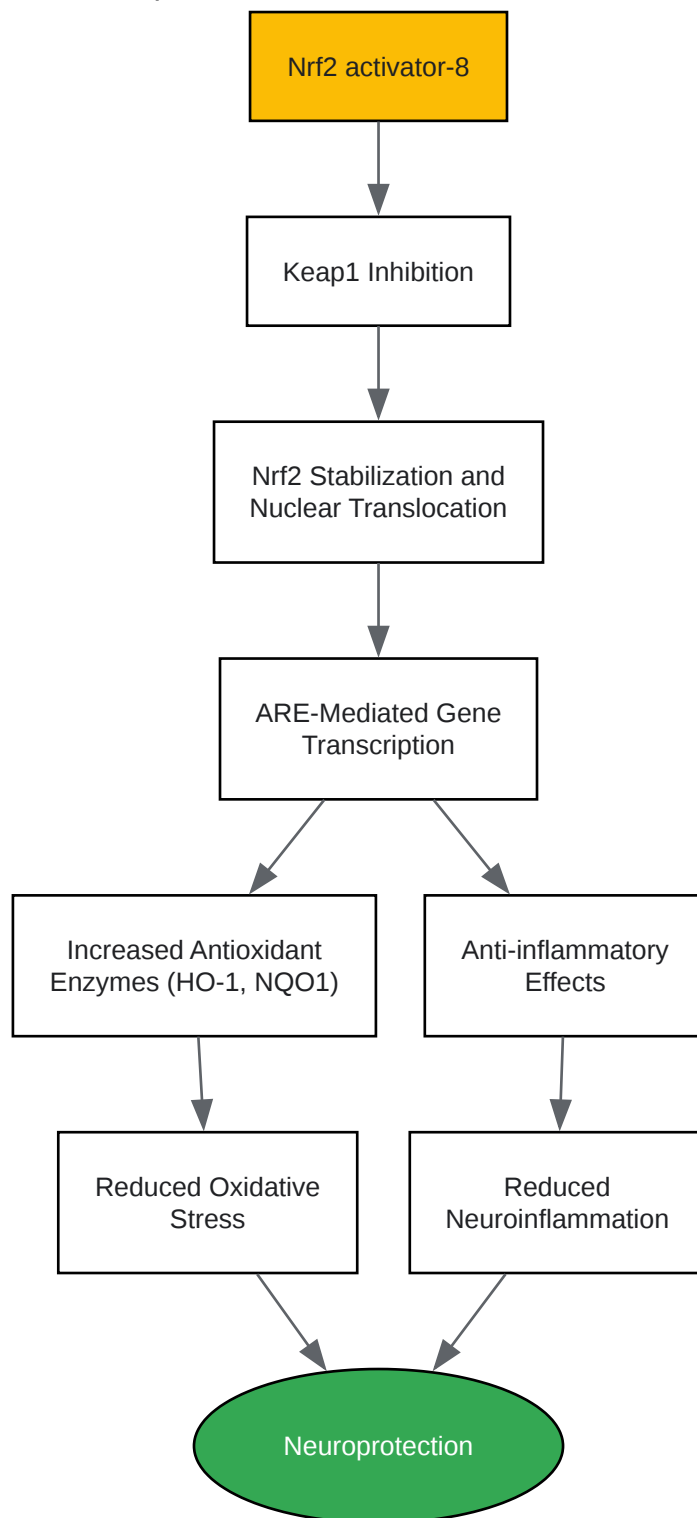 Nrf2 activator-8
Keap1 Inhibition
Nrf2 Stabilization and
Nuclear Translocation
ARE-Mediated Gene
Transcription
Increased Antioxidant
Enzymes (HO-1, NQO1)
Anti-inflammatory
Effects
Reduced Oxidative
Stress
Reduced
Neuroinflammation
Neuroprotection